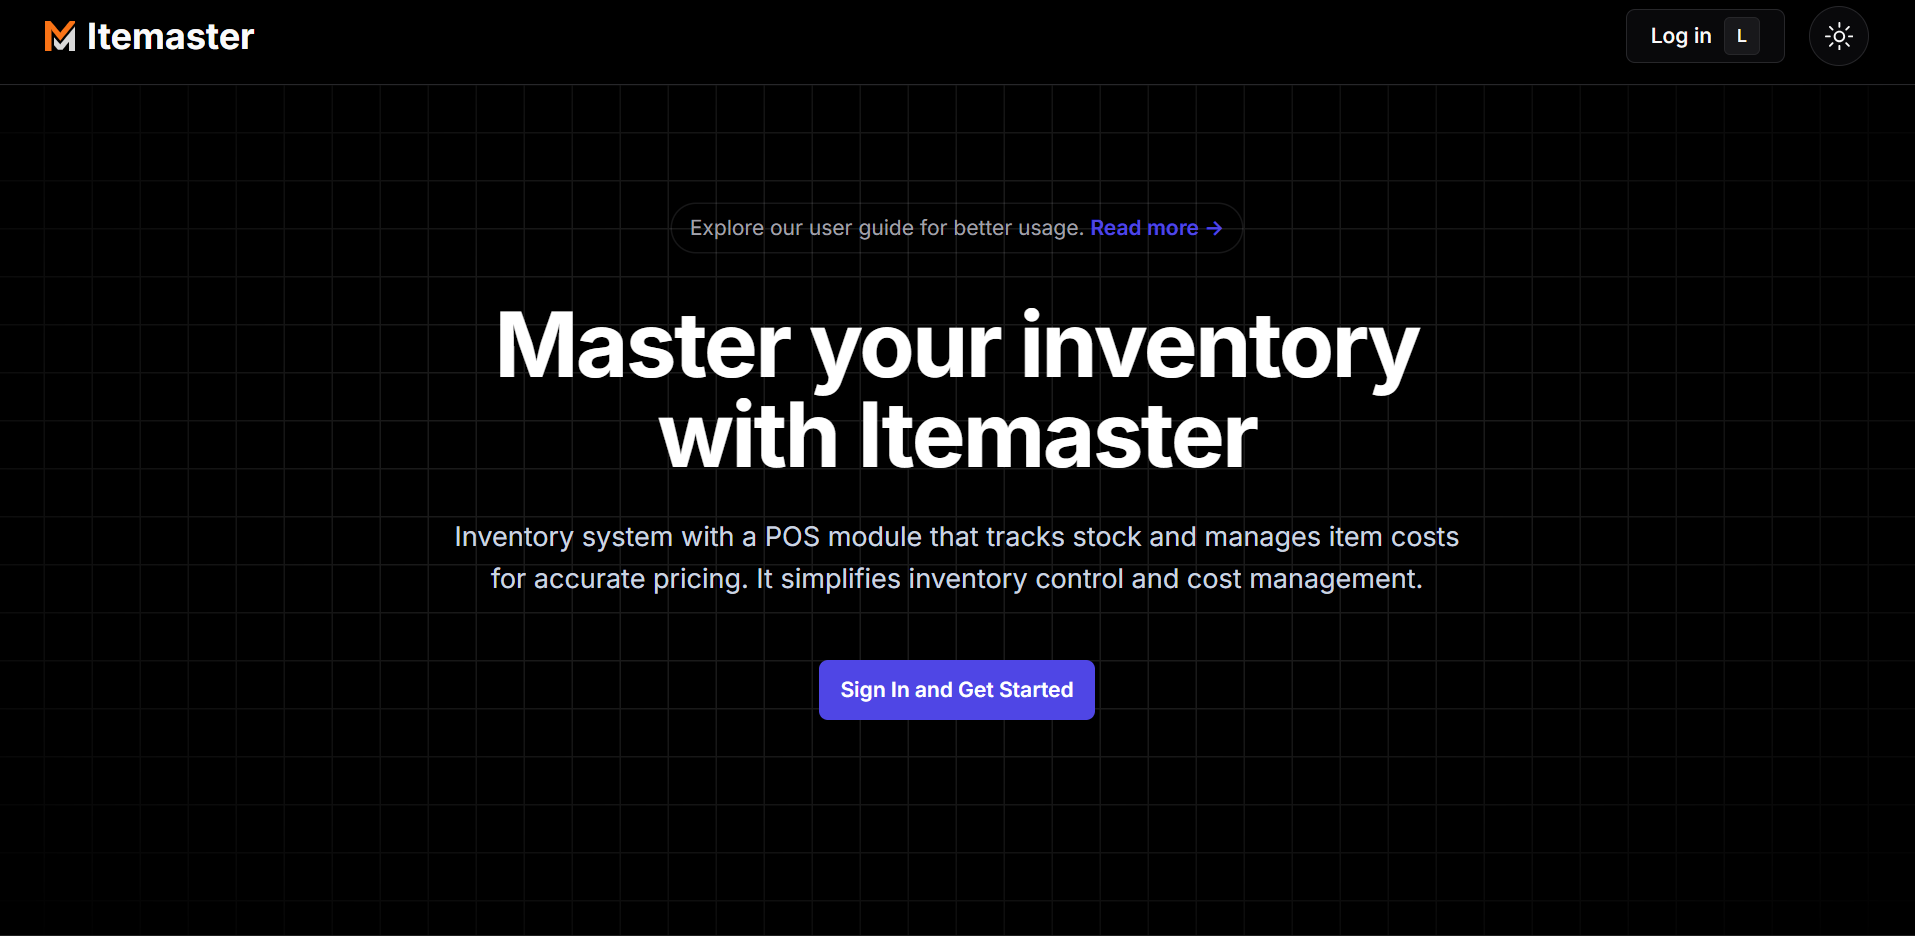 Itemaster
Log in L
Explore our user guide for better usage. Read more →
Master your inventory
with Itemaster
Inventory system with a POS module that tracks stock and manages item costs
for accurate pricing. It simplifies inventory control and cost management.
Sign In and Get Started